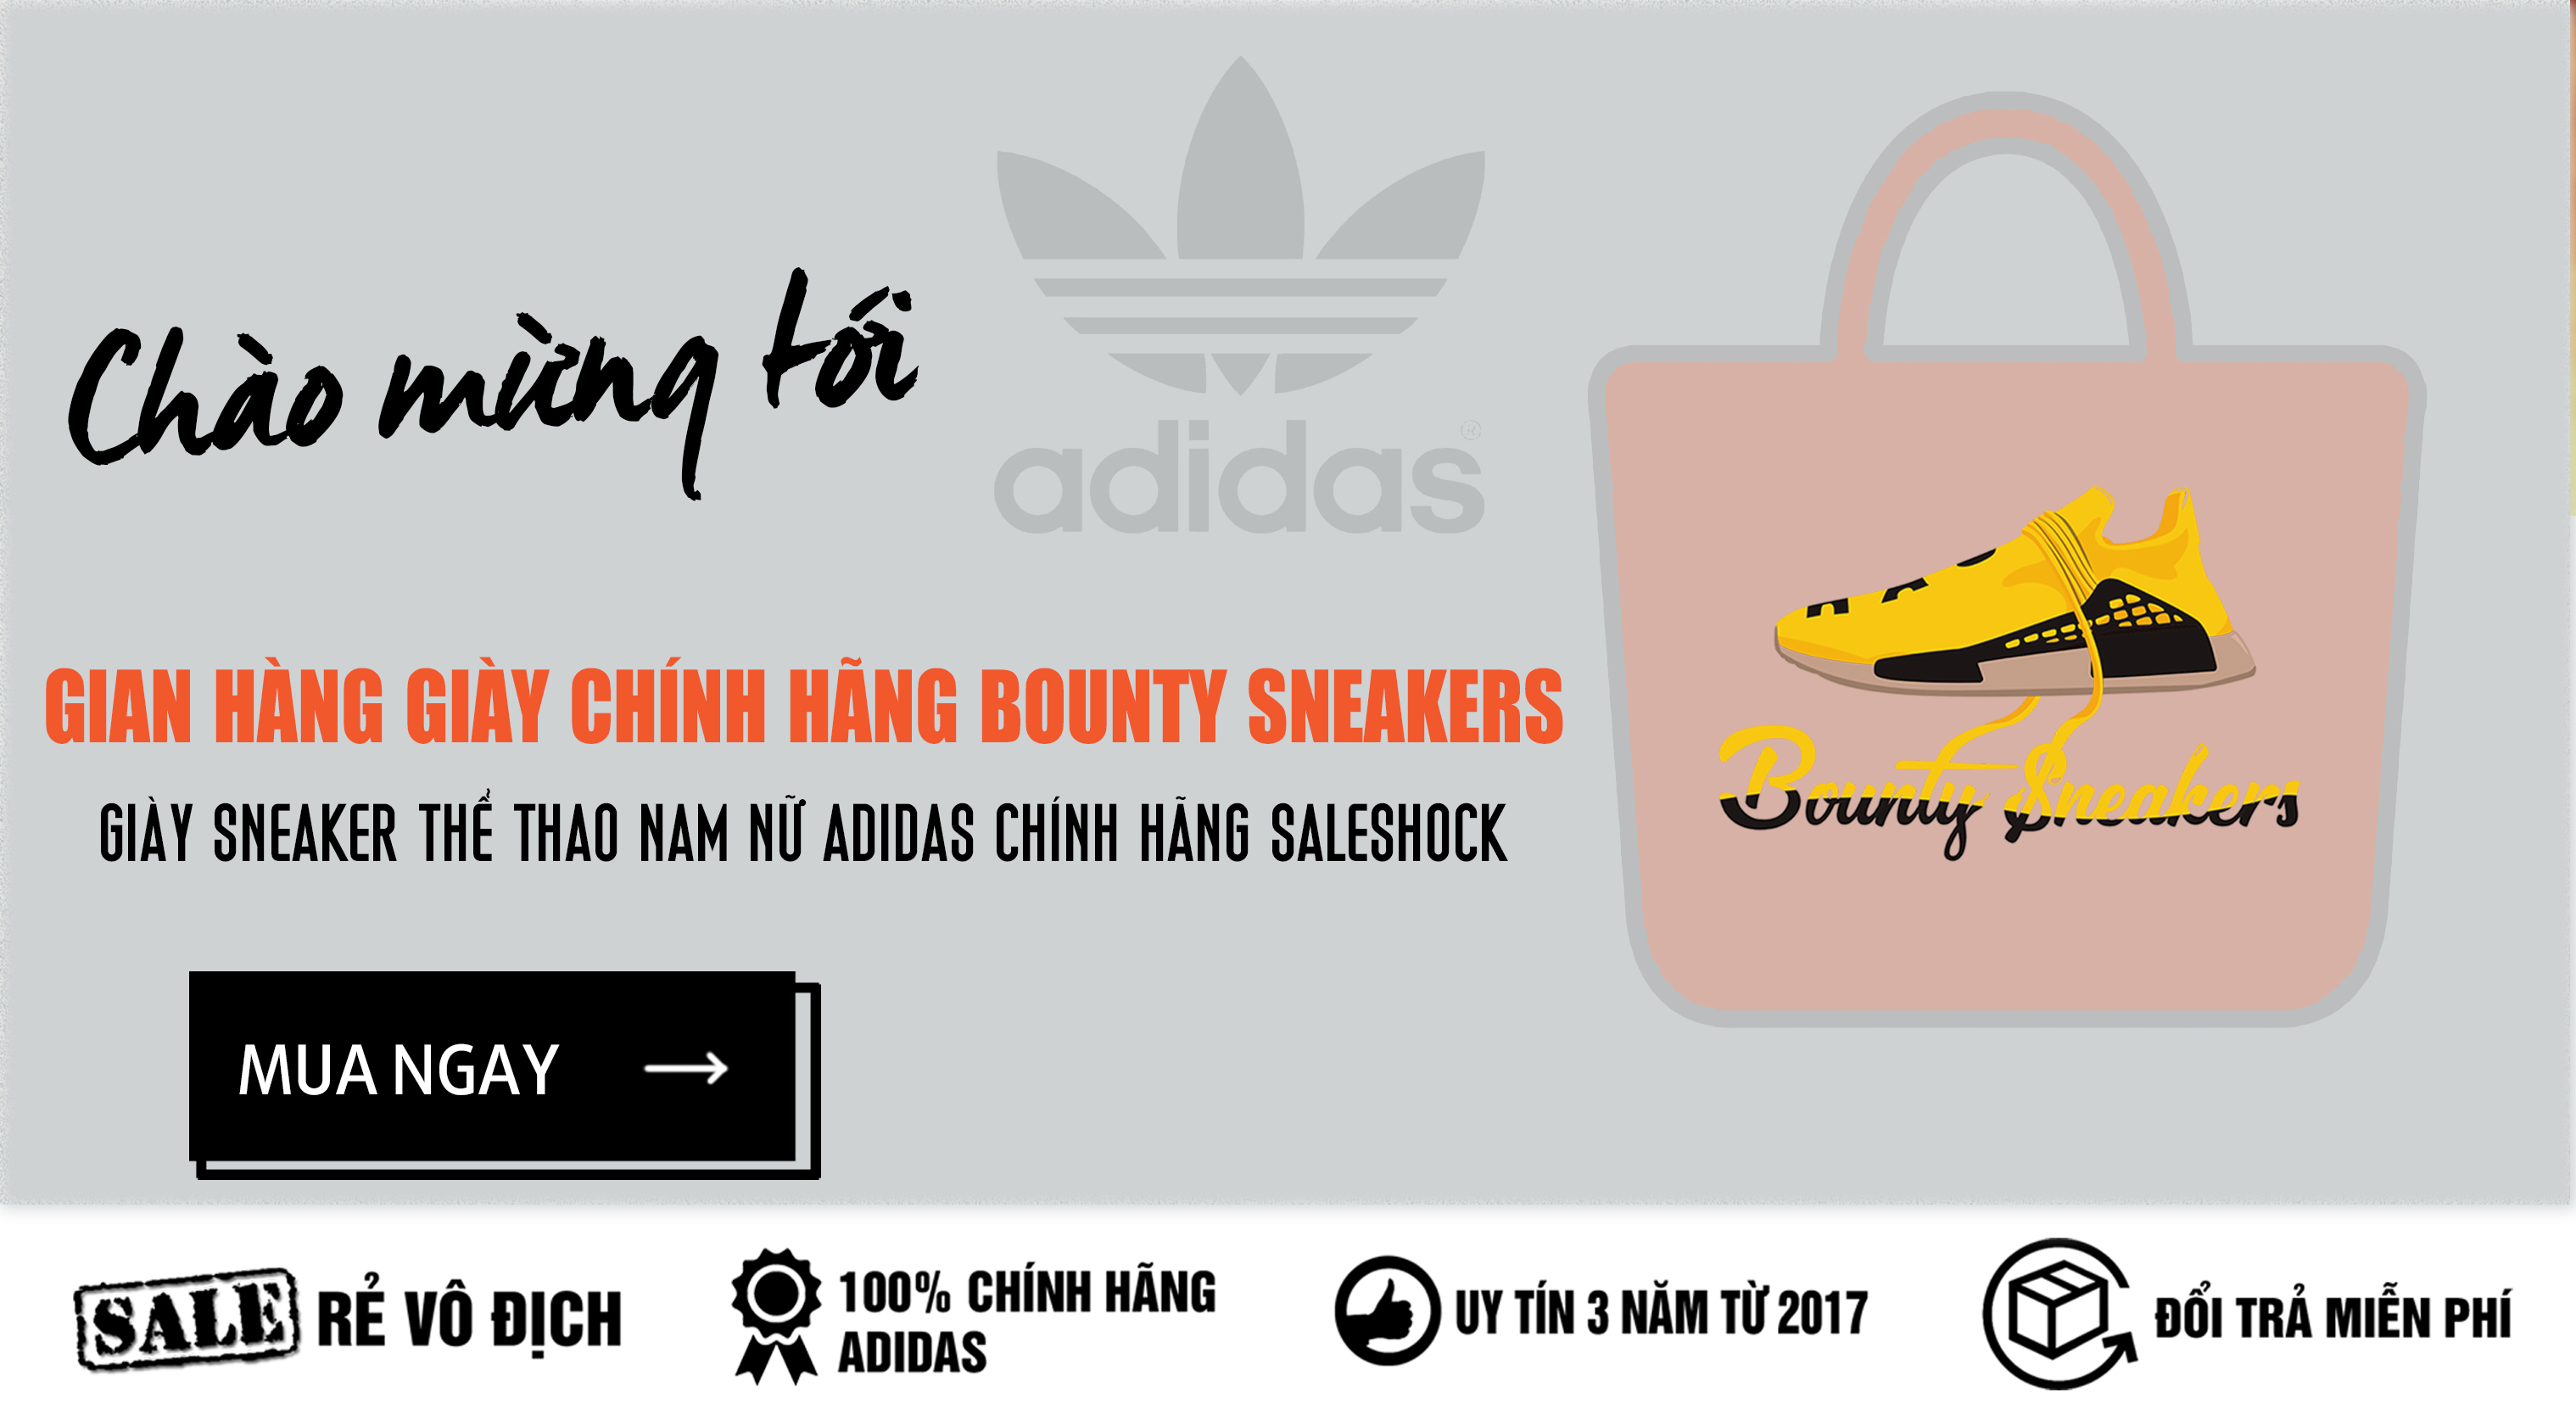 Chào mừng tới
adidas
®
GIAN HÀNG GIÀY CHÍNH HÃNG BOUNTY SNEAKERS
GIÀY SNEAKER THỂ THAO NAM NỮ ADIDAS CHÍNH HÃNG SALESHOCK
Bounty Sneakers
MUA NGAY
SALE RẺ VÔ ĐỊCH
100% CHÍNH HÃNG
ADIDAS
UY TÍN 3 NĂM TỪ 2017
ĐỔI TRẢ MIỄN PHÍ